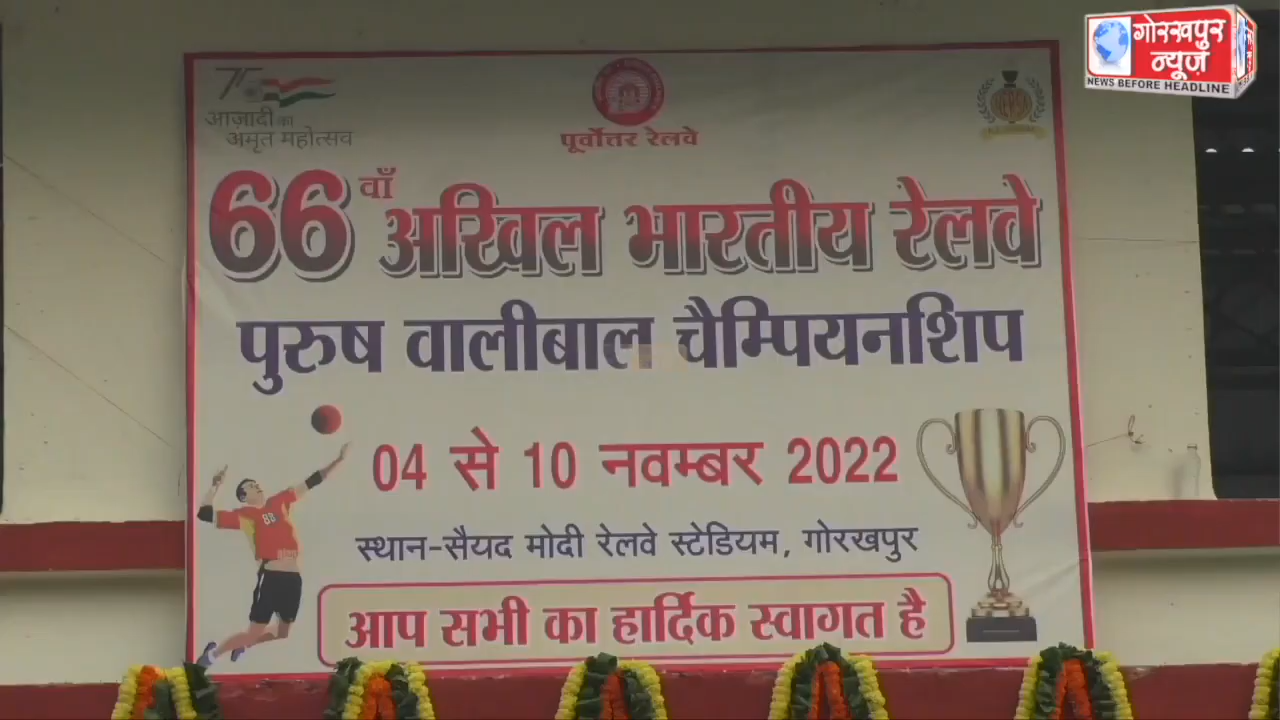 गोरखपुर
न्यूज़
NEWS BEFORE HEADLINE
75
आज़ादी का
अमृत महोत्सव
पूर्वोत्तर रेलवे
66 वाँ अखिल भारतीय रेलवे
पुरुष वालीबाल चैम्पियनशिप
04 से 10 नवम्बर 2022
स्थान-सैयद मोदी रेलवे स्टेडियम, गोरखपुर
आप सभी का हार्दिक स्वागत है